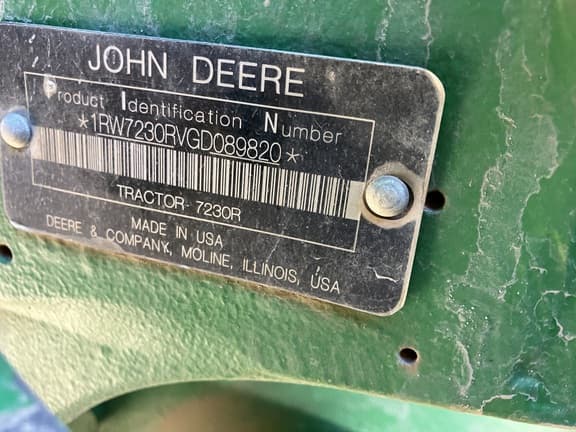 JOHN DEERE
Product Identification Number
*1RW7230RVGD089820*
TRACTOR- 7230R
MADE IN USA
DEERE & COMPANY, MOLINE, ILLINOIS, USA